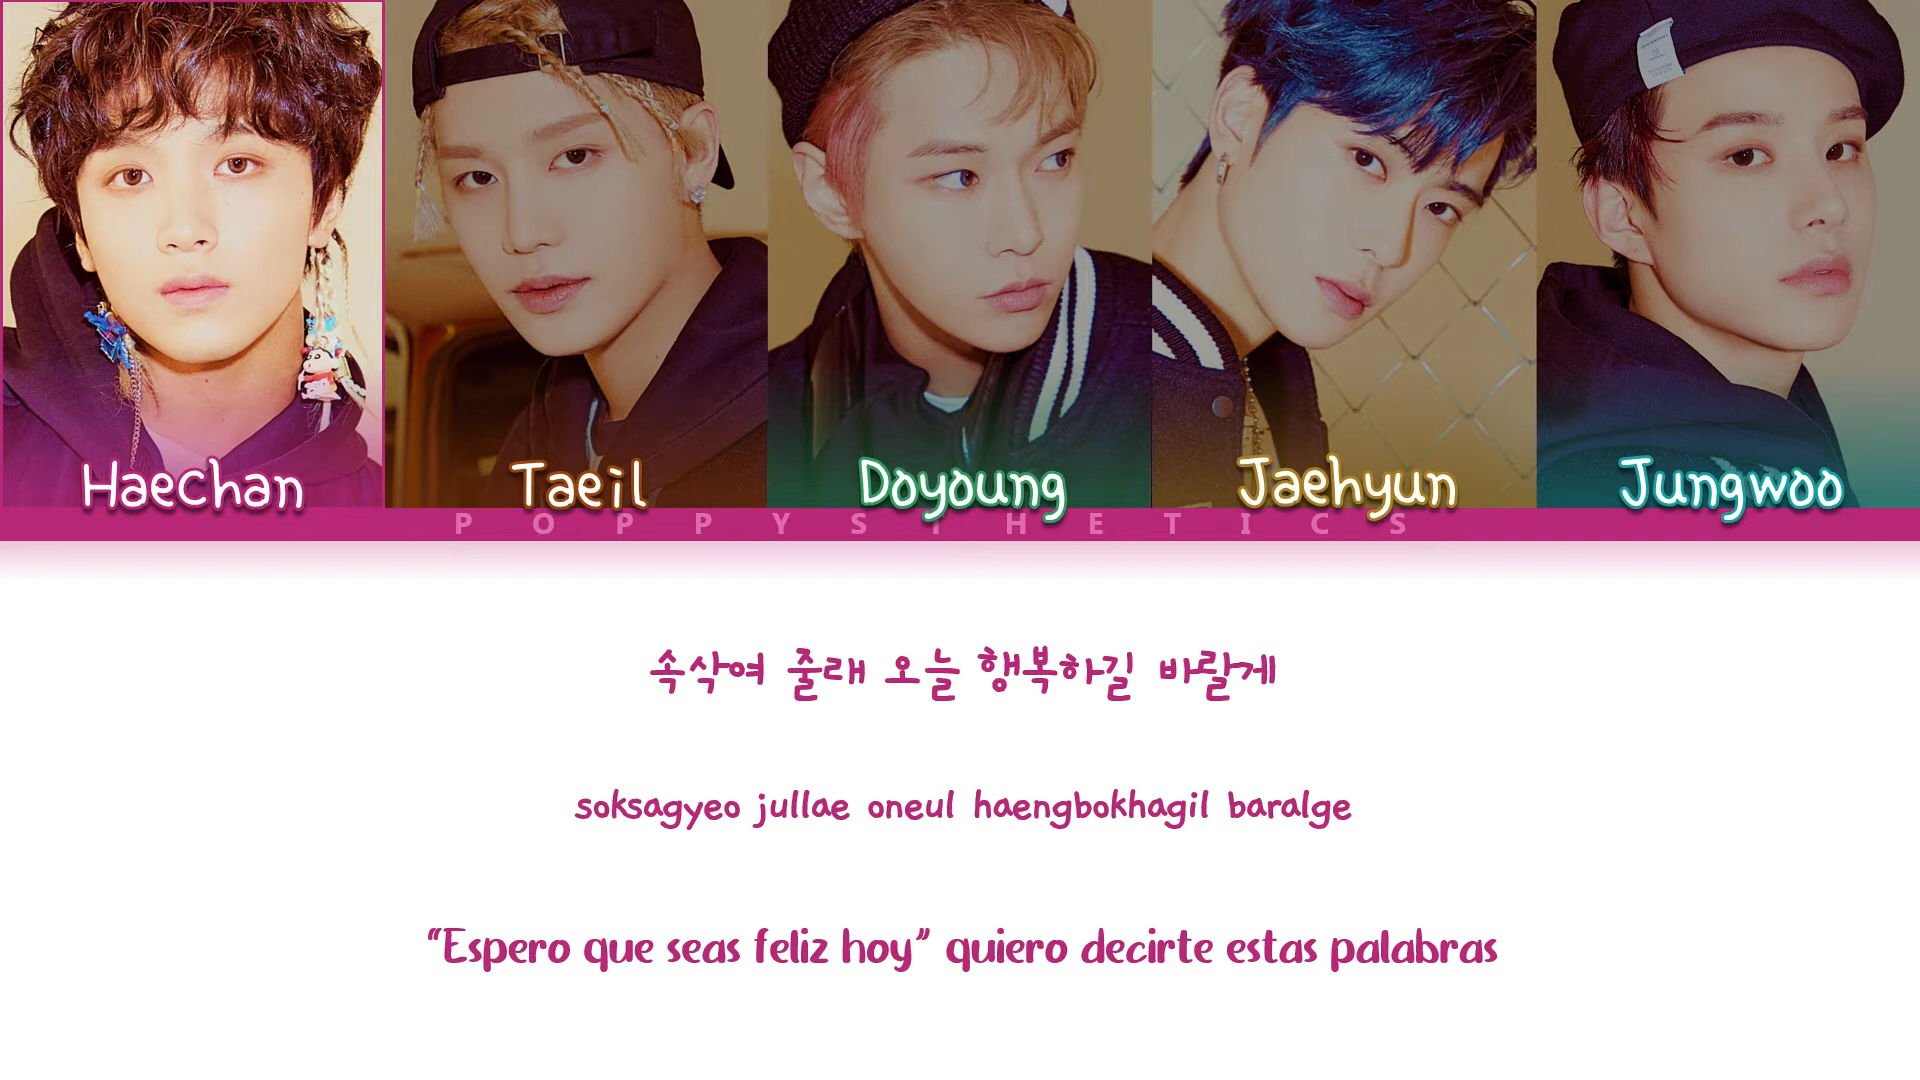 HaeChan
Taeil
Doyoung
Jaehyun
Jungwoo
POPPYSTHETICS
속삭여 줄래 오늘 행복하길 바랄게
soksagyeo jullae oneul haengbokhagil baralge
“Espero que seas feliz hoy” quiero decirte estas palabras